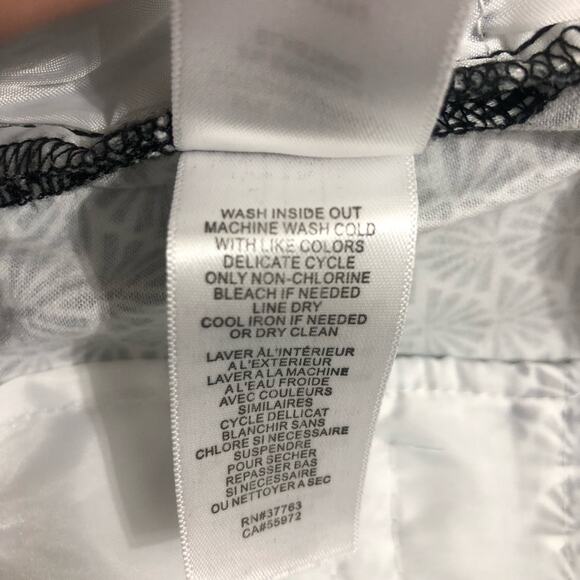 WASH INSIDE OUT
MACHINE WASH COLD
WITH LIKE COLORS
DELICATE CYCLE
ONLY NON-CHLORINE
BLEACH IF NEEDED
LINE DRY
COOL IRON IF NEEDED
OR DRY CLEAN
LAVER À L'INTÉRIEUR
A L'EXTERIEUR
LAVER A LA MACHINE
A L'EAU FROIDE
AVEC COULEURS
SIMILAIRES
CYCLE DELLICAT
BLANCHIR SANS
CHLORE SI NECESSAIRE
SUSPENDRE
POUR SECHER
REPASSER BAS
SI NECESSAIRE
OU NETTOYER A SEC
RN#37763
CA#55972